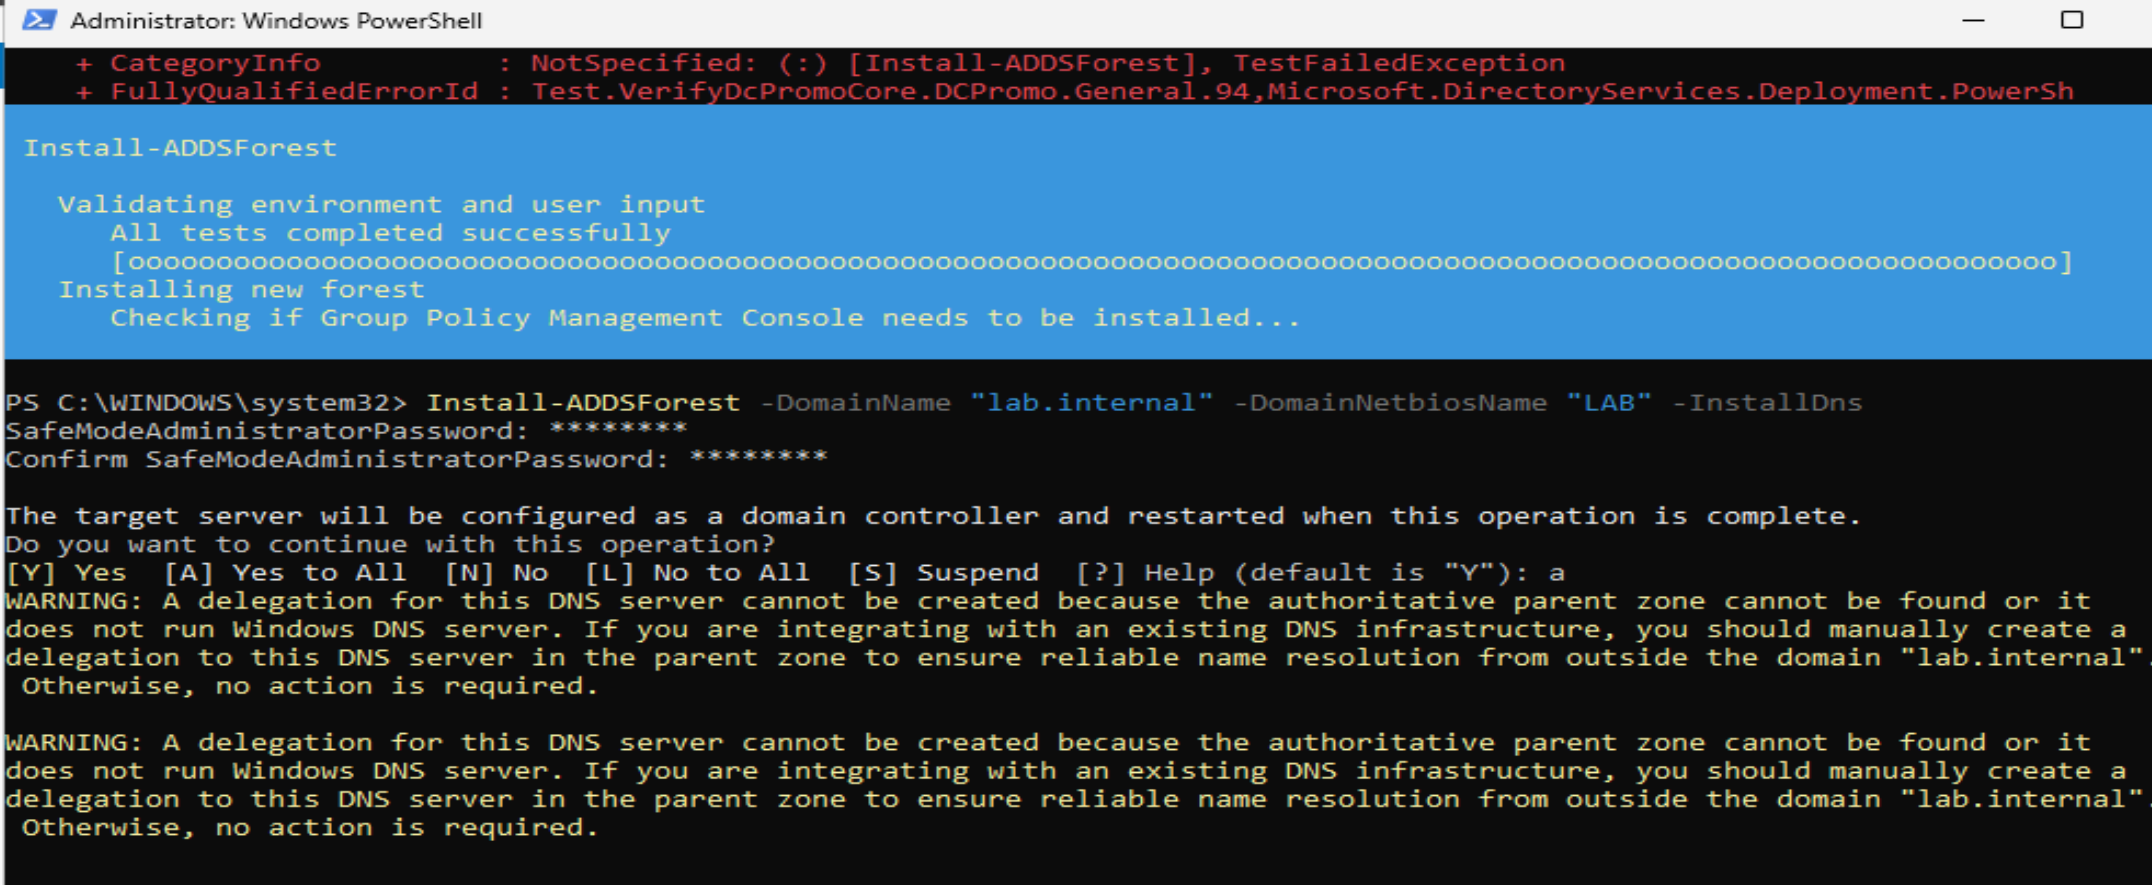 Administrator: Windows PowerShell
+ CategoryInfo : NotSpecified: (:) [Install-ADDSForest], TestFailedException
+ FullyQualifiedErrorId : Test.VerifyDcPromoCore.DCPromo.General.94,Microsoft.DirectoryServices.Deployment.PowerSh
Install-ADDSForest
Validating environment and user input
All tests completed successfully
[oooooooooooooooooooooooooooooooooooooooooooooooooooooooooooooooooooooooooooooooooooooooooooooooooooooooooooooo]
Installing new forest
Checking if Group Policy Management Console needs to be installed...
PS C:\WINDOWS\system32> Install-ADDSForest -DomainName "lab.internal" -DomainNetbiosName "LAB" -InstallDns
SafeModeAdministratorPassword: ********
Confirm SafeModeAdministratorPassword: ********
The target server will be configured as a domain controller and restarted when this operation is complete.
Do you want to continue with this operation?
[Y] Yes  [A] Yes to All  [N] No  [L] No to All  [S] Suspend  [?] Help (default is "Y"): a
WARNING: A delegation for this DNS server cannot be created because the authoritative parent zone cannot be found or it
does not run Windows DNS server. If you are integrating with an existing DNS infrastructure, you should manually create a
delegation to this DNS server in the parent zone to ensure reliable name resolution from outside the domain "lab.internal".
Otherwise, no action is required.
WARNING: A delegation for this DNS server cannot be created because the authoritative parent zone cannot be found or it
does not run Windows DNS server. If you are integrating with an existing DNS infrastructure, you should manually create a
delegation to this DNS server in the parent zone to ensure reliable name resolution from outside the domain "lab.internal".
Otherwise, no action is required.